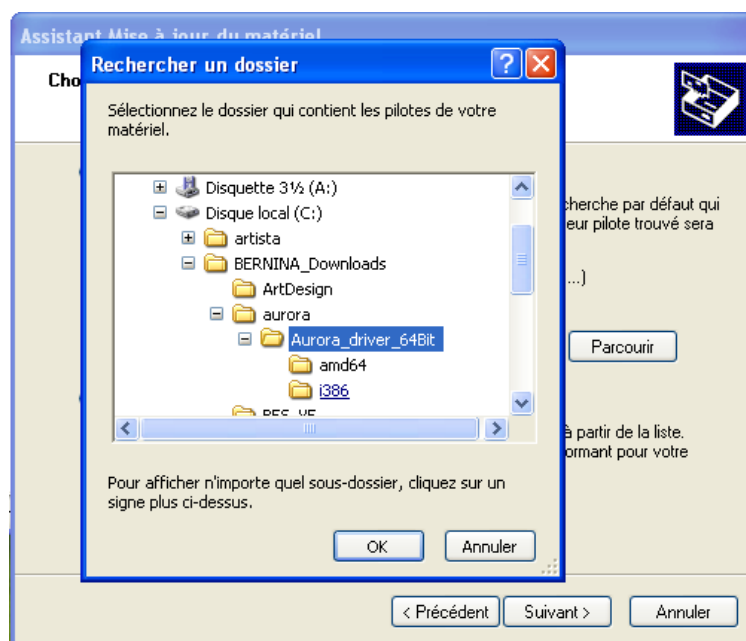 Assistant Mise à jour du matériel
Rechercher un dossier
Cho
Sélectionnez le dossier qui contient les pilotes de votre
matériel.
Disquette 3½ (A:)
Disque local (C:)
artista
BERNINA_Downloads
ArtDesign
aurora
Aurora_driver_64Bit
amd64
i386
cherche par défaut qui
eur pilote trouvé sera
...)
Parcourir
à partir de la liste.
ormant pour votre
Pour afficher n'importe quel sous-dossier, cliquez sur un
signe plus ci-dessus.
OK
Annuler
< Précédent
Suivant >
Annuler